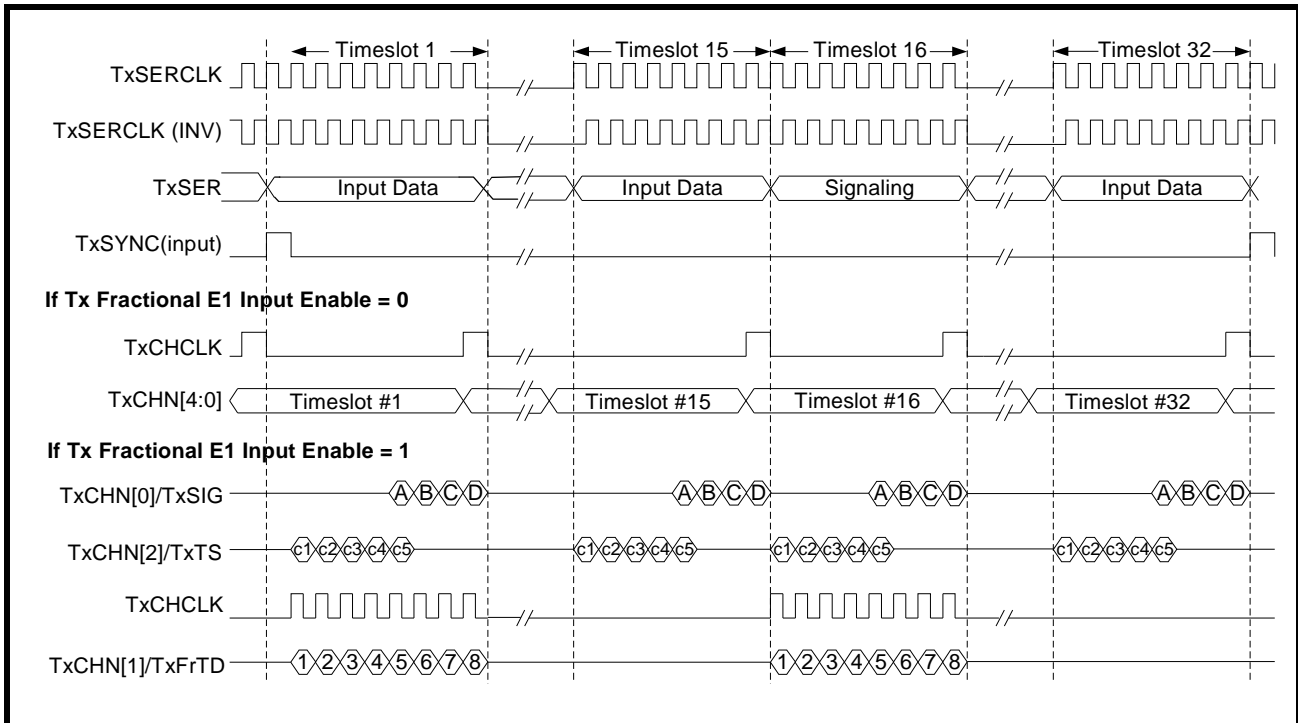 Timeslot 1 Timeslot 15 Timeslot 16 Timeslot 32
TxSERCLK
TxSERCLK (INV)
TxSER Input Data Input Data Signaling Input Data
TxSYNC(input)
If Tx Fractional E1 Input Enable = 0
TxCHCLK
TxCHN[4:0] Timeslot #1 Timeslot #15 Timeslot #16 Timeslot #32
If Tx Fractional E1 Input Enable = 1
TxCHN[0]/TxSIG A B C D A B C D A B C D A B C D
TxCHN[2]/TxTS c1 c2 c3 c4 c5 c1 c2 c3 c4 c5 c1 c2 c3 c4 c5 c1 c2 c3 c4 c5
TxCHCLK
TxCHN[1]/TxFrTD 1 2 3 4 5 6 7 8 1 2 3 4 5 6 7 8